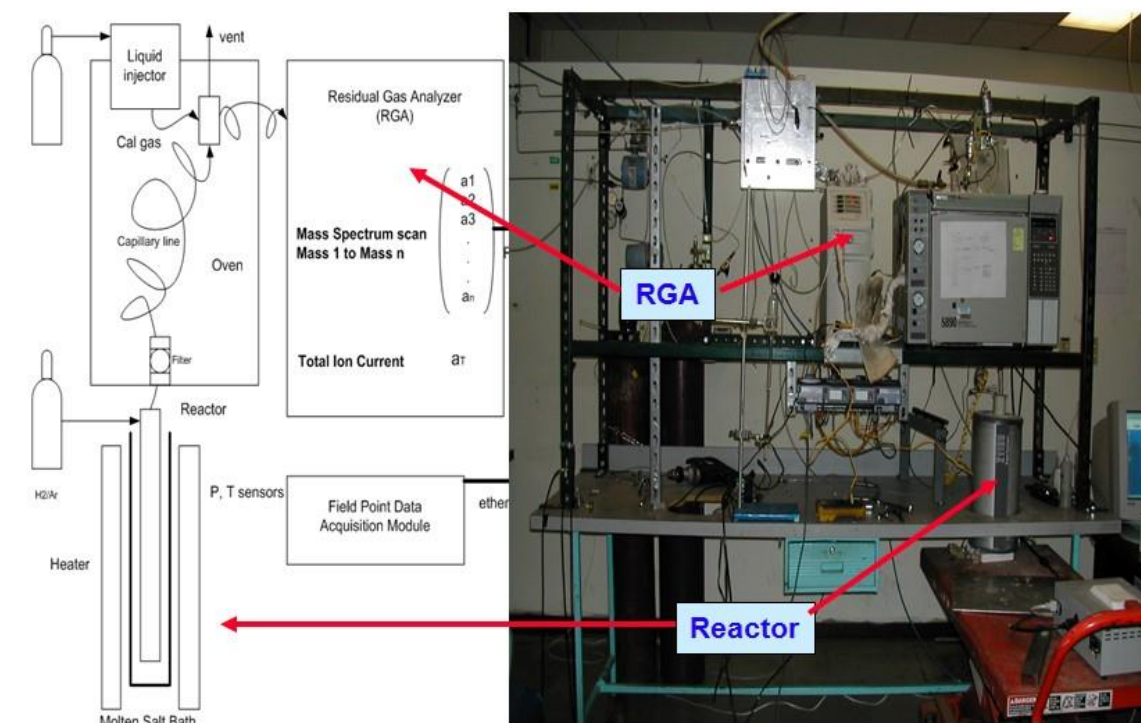 vent
Liquid
injector
Cal gas
Capillary line
Oven
Filter
Reactor
H2/Ar
P, T sensors
Heater
Molten Salt Bath
Residual Gas Analyzer
(RGA)
a1
a2
a3
.
.
.
an
Mass Spectrum scan
Mass 1 to Mass n
Total Ion Current
aT
Field Point Data
Acquisition Module
ether
RGA
5890
Reactor